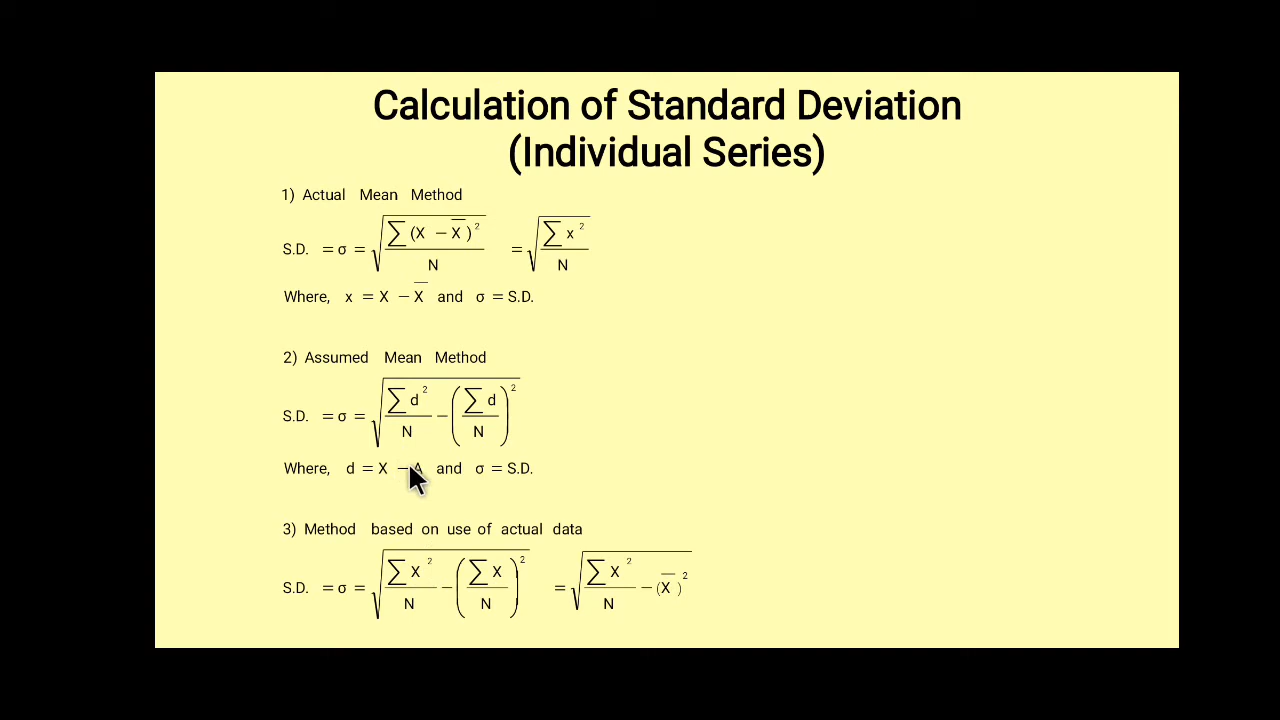 Calculation of Standard Deviation
(Individual Series)
1) Actual Mean Method
S.D. = σ = √(∑(X − X̅)² / N) = √(∑x² / N)
Where, x = X − X̅ and σ = S.D.
2) Assumed Mean Method
S.D. = σ = √(∑d² / N − (∑d / N)²)
Where, d = X − A and σ = S.D.
3) Method based on use of actual data
S.D. = σ = √(∑X² / N − (∑X / N)²) = √(∑X² / N − (X̅)²)